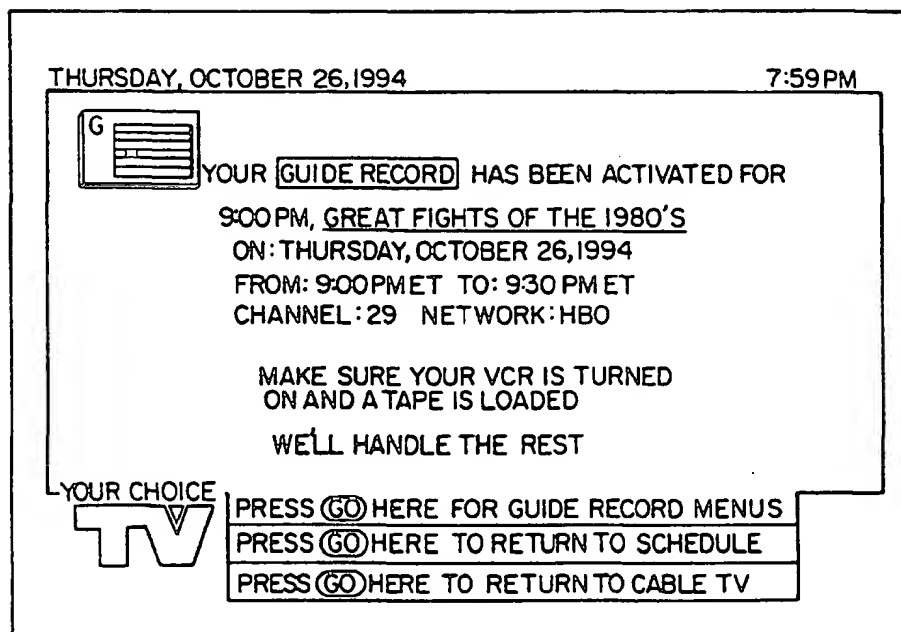 THURSDAY, OCTOBER 26,1994 7:59 PM
G
YOUR GUIDE RECORD HAS BEEN ACTIVATED FOR
9:00 PM, GREAT FIGHTS OF THE 1980'S
ON: THURSDAY, OCTOBER 26,1994
FROM: 9:00 PM ET TO: 9:30 PM ET
CHANNEL: 29 NETWORK: HBO
MAKE SURE YOUR VCR IS TURNED
ON AND A TAPE IS LOADED
WE'LL HANDLE THE REST
YOUR CHOICE
TV
PRESS GO HERE FOR GUIDE RECORD MENUS
PRESS GO HERE TO RETURN TO SCHEDULE
PRESS GO HERE TO RETURN TO CABLE TV